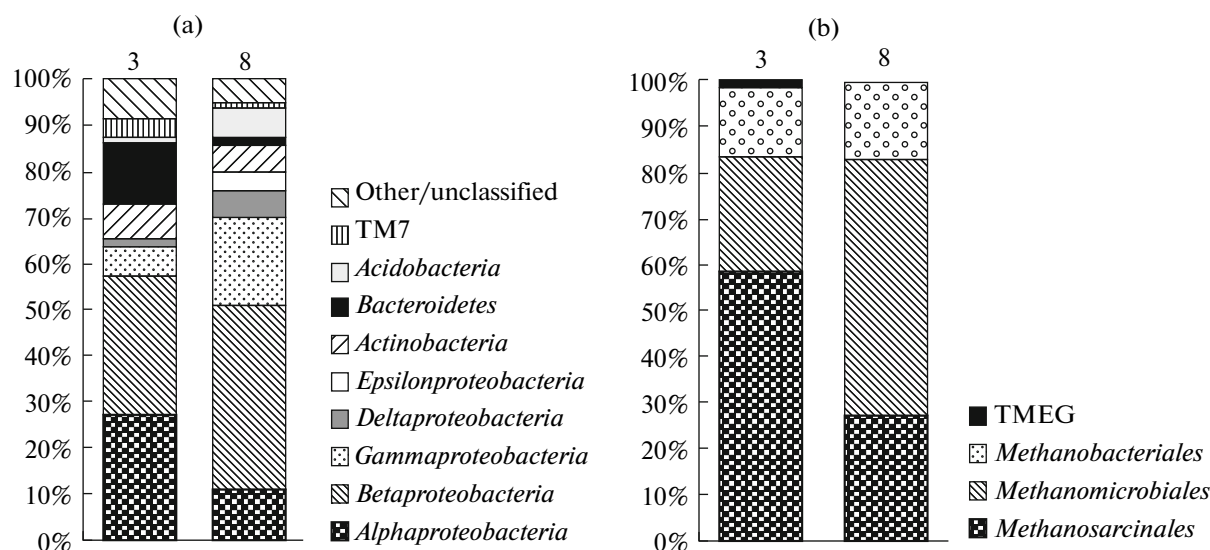 (a)
3 8
100%
90%
80%
70%
60%
50%
40%
30%
20%
10%
0%
Other/unclassified
TM7
Acidobacteria
Bacteroidetes
Actinobacteria
Epsilonproteobacteria
Deltaproteobacteria
Gammaproteobacteria
Betaproteobacteria
Alphaproteobacteria
(b)
3 8
100%
90%
80%
70%
60%
50%
40%
30%
20%
10%
0%
TMEG
Methanobacteriales
Methanomicrobiales
Methanosarcinales